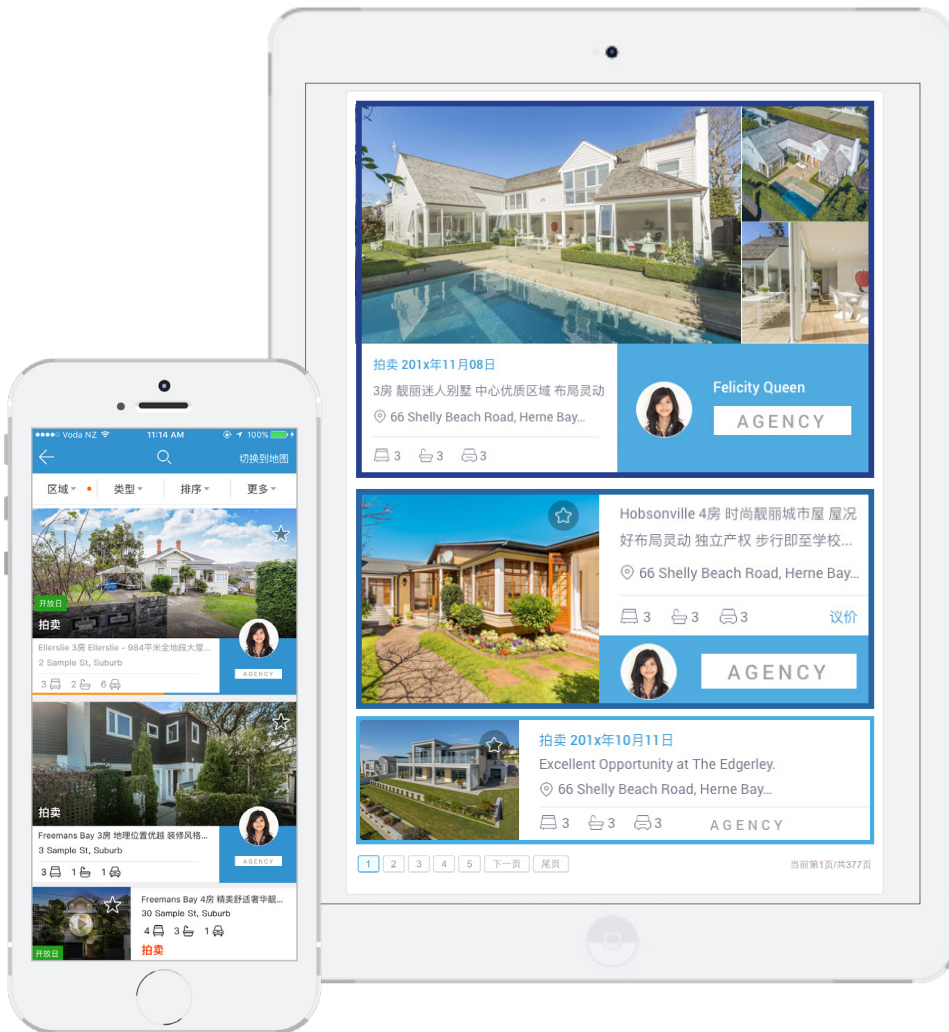 拍卖 201x年11月08日
3房 靓丽迷人别墅 中心优质区域 布局灵动
66 Shelly Beach Road, Herne Bay...
3 3 3
Felicity Queen
AGENCY
Hobsonville 4房 时尚靓丽城市屋 屋况
好布局灵动 独立产权 步行即至学校...
66 Shelly Beach Road, Herne Bay...
3 3 3 议价
AGENCY
拍卖 201x年10月11日
Excellent Opportunity at The Edgerley.
66 Shelly Beach Road, Herne Bay...
3 3 3 AGENCY
1 2 3 4 5 下一页 尾页 当前第1页/共377页
Voda NZ 11:14 AM 100%
切换到地图
区域 类型 排序 更多
开放日
拍卖
Ellerslie 3房 Ellerslie - 984平米全地段大屋...
2 Sample St, Suburb
3 2 6
AGENCY
拍卖
Freemans Bay 3房 地理位置优越 装修风格...
3 Sample St, Suburb
3 1 1
AGENCY
Freemans Bay 4房 精美舒适奢华靓...
30 Sample St, Suburb
4 3 1
开放日
拍卖